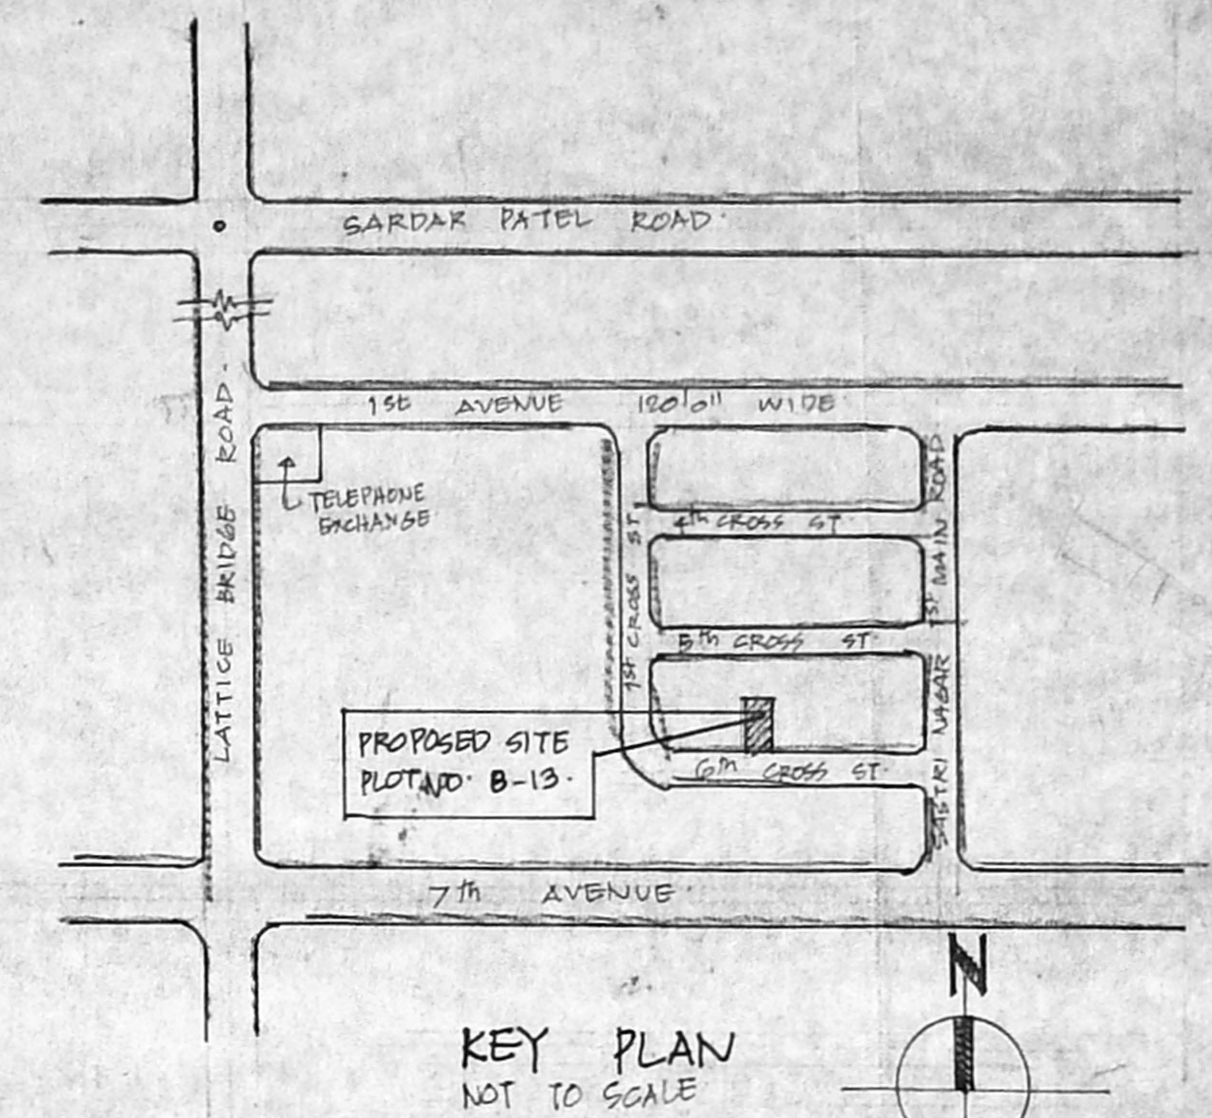 SARDAR PATEL ROAD.
1st AVENUE 120'0" WIDE.
LATTICE BRIDGE ROAD.
TELEPHONE
EXCHANGE
4th CROSS ST.
1st CROSS ST
5th CROSS ST.
SASTRI NAGAR 1st MAIN ROAD.
PROPOSED SITE
PLOT NO. B-13.
6th CROSS ST.
7th AVENUE
N
KEY PLAN
NOT TO SCALE